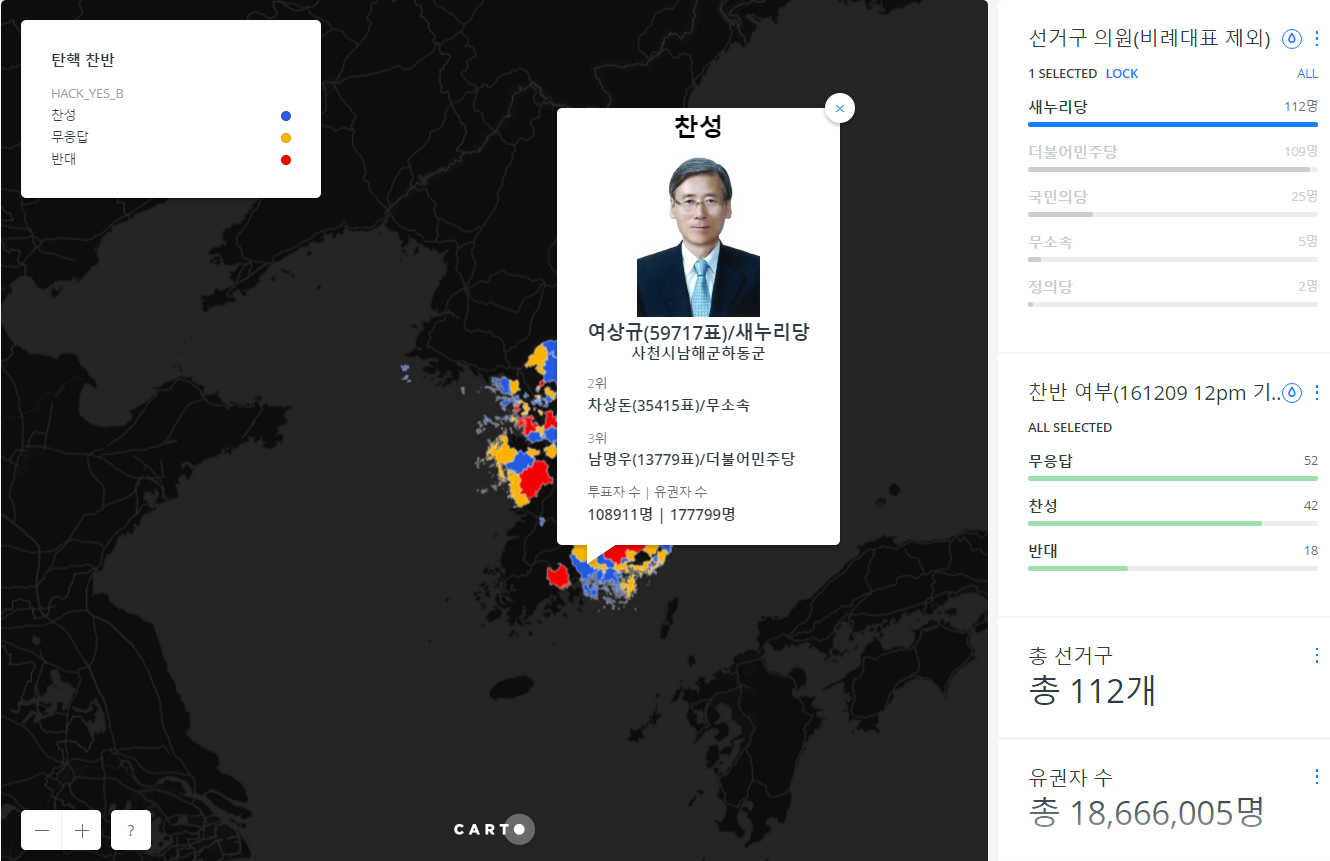 탄핵 찬반
HACK_YES_B
찬성
무응답
반대
찬성
여상규(59717표)/새누리당
사천시남해군하동군
2위
차상돈(35415표)/무소속
3위
남명우(13779표)/더불어민주당
투표자 수 | 유권자 수
108911명 | 177799명
?
CARTO
선거구 의원(비례대표 제외)
1 SELECTED LOCK ALL
새누리당 112명
더불어민주당 109명
국민의당 25명
무소속 5명
정의당 2명
찬반 여부(161209 12pm 기..
ALL SELECTED
무응답 52
찬성 42
반대 18
총 선거구
총 112개
유권자 수
총 18,666,005명